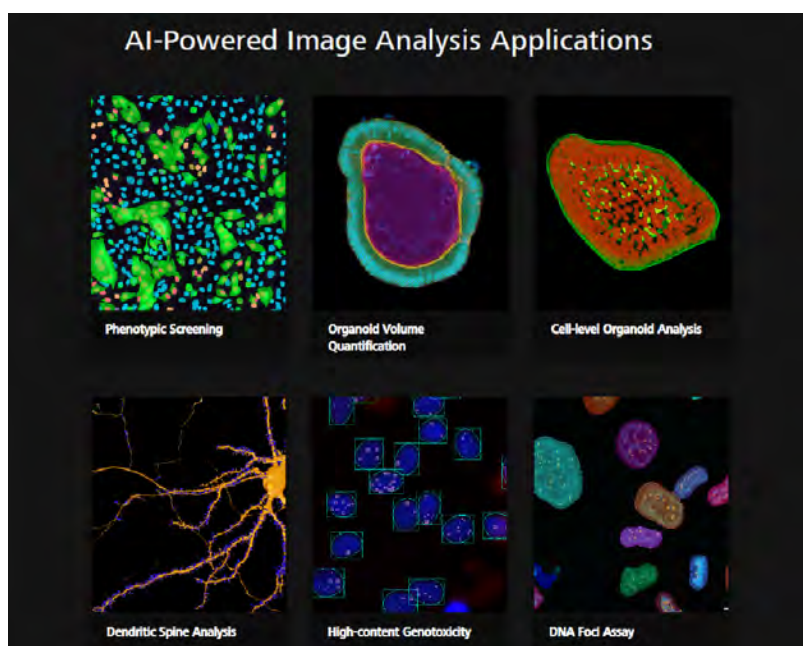 AI-Powered Image Analysis Applications
Phenotypic Screening
Organoid Volume
Quantification
Cell-level Organoid Analysis
Dendritic Spine Analysis
High-content Genotoxicity
DNA Foci Assay